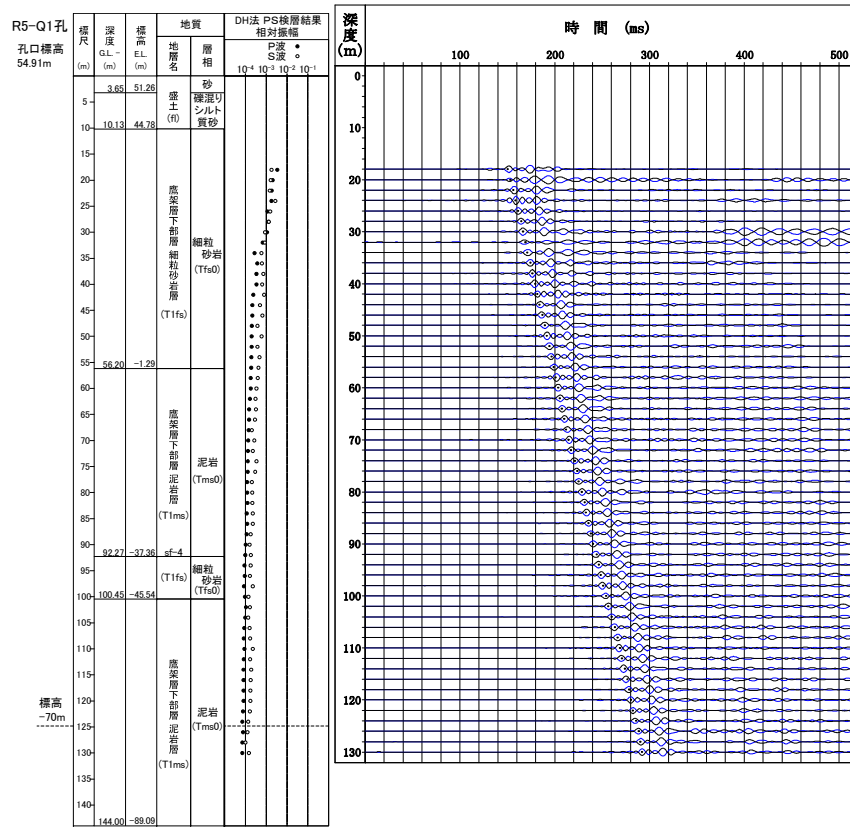 R5-Q1孔
孔口標高
54.91m
標尺
(m)
深度
G.L.-
(m)
標高
E.L.
(m)
地質
地層名
層相
DH法 PS検層結果
相対振幅
P波 ●
S波 ○
10⁻⁴ 10⁻³ 10⁻² 10⁻¹
3.65 51.26
10.13 44.78
56.20 -1.29
92.27 -37.36
100.45 -45.54
144.00 -89.09
5
10
15
20
25
30
35
40
45
50
55
60
65
70
75
80
85
90
95
100
105
110
115
120
125
130
135
140
盛土
(fl)
鷹架層下部層 細粒砂岩層
(T1fs)
鷹架層下部層 泥岩層
(T1ms)
sf-4
(T1fs)
鷹架層下部層 泥岩層
(T1ms)
砂
礫混り
シルト
質砂
細粒
砂岩
(Tfs0)
泥岩
(Tms0)
細粒
砂岩
(Tfs0)
泥岩
(Tms0)
標高
-70m
深度
(m)
時 間 (ms)
100 200 300 400 500
0
10
20
30
40
50
60
70
80
90
100
110
120
130